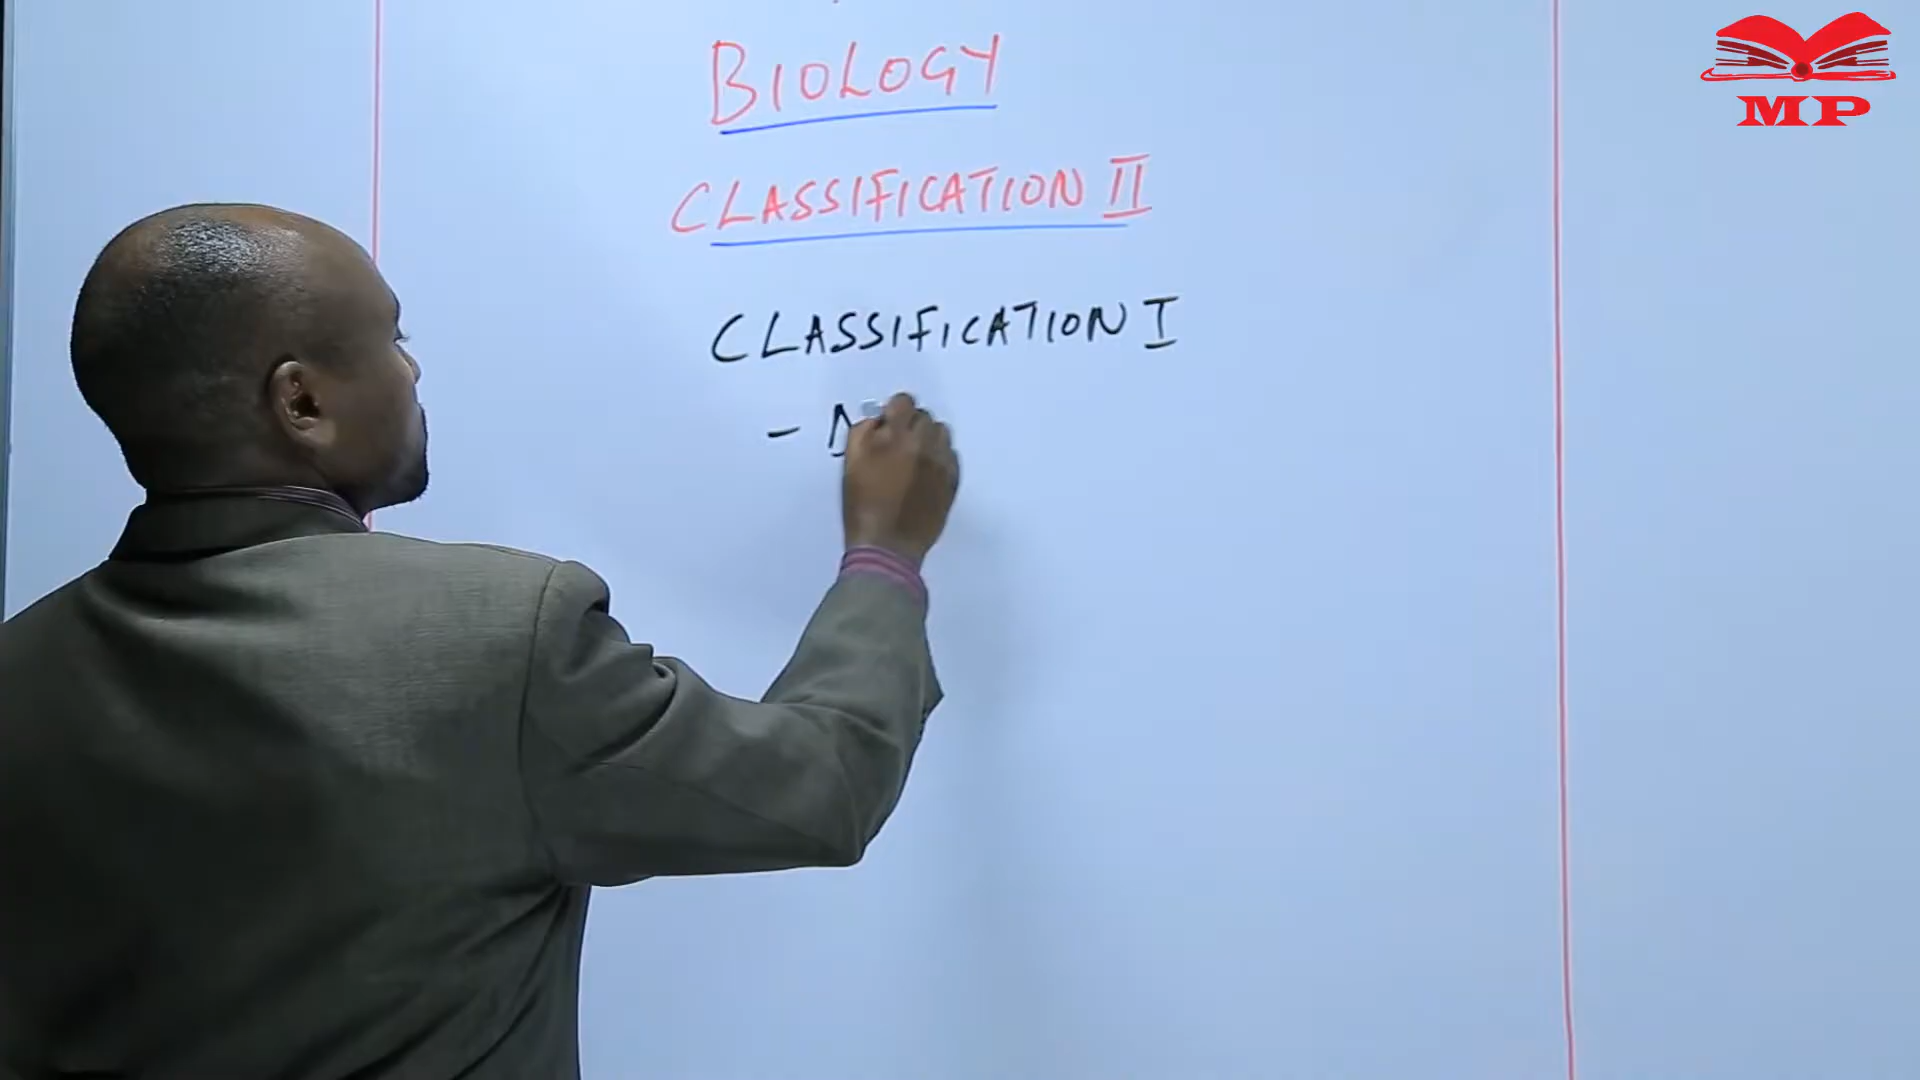 BIOLOGY
CLASSIFICATION II
CLASSIFICATION I
-
MP